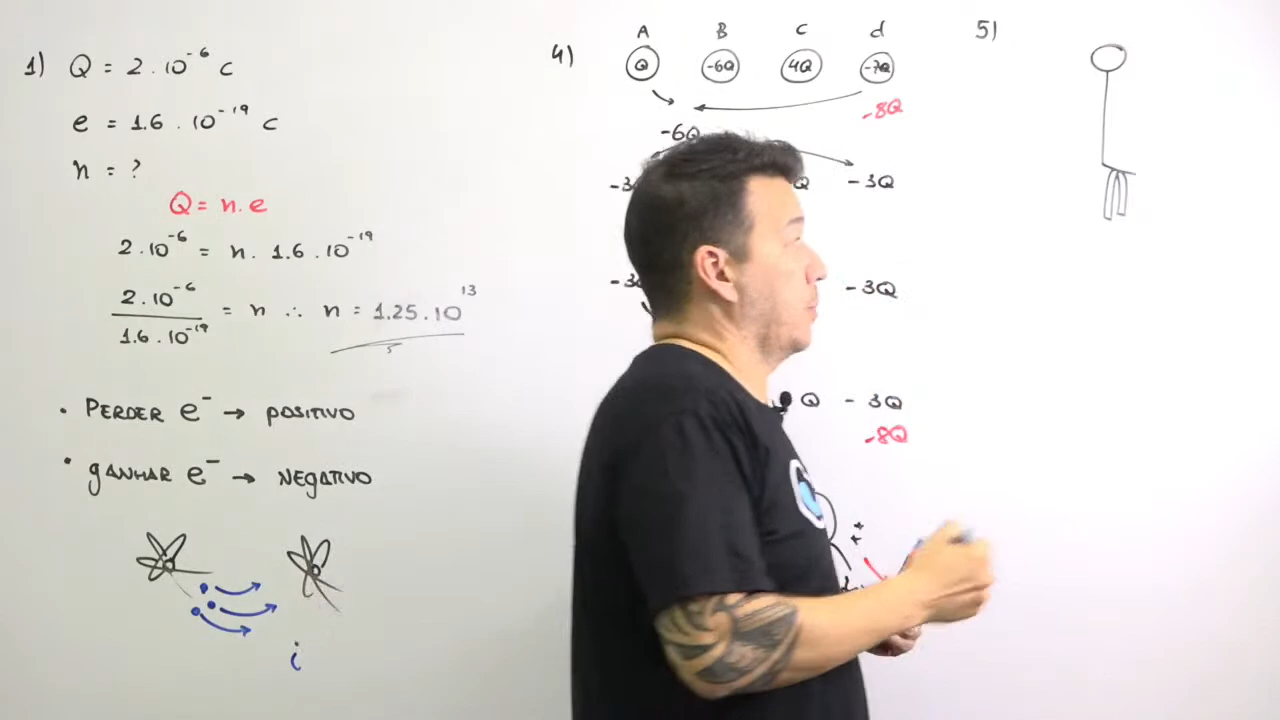 1) Q = 2.10⁻⁶ C
e = 1.6 . 10⁻¹⁹ C
n = ?
Q = n.e
2.10⁻⁶ = n. 1.6 . 10⁻¹⁹
2.10⁻⁶
= n ∴ n = 1.25.10¹³
1.6 . 10⁻¹⁹
• PERDER e⁻ → POSITIVO
• GANHAR e⁻ → NEGATIVO
i
4)
A B C d
Q -6Q 4Q -7Q
-8Q
-6Q
-3Q
-3Q
Q -3Q
-8Q
5)